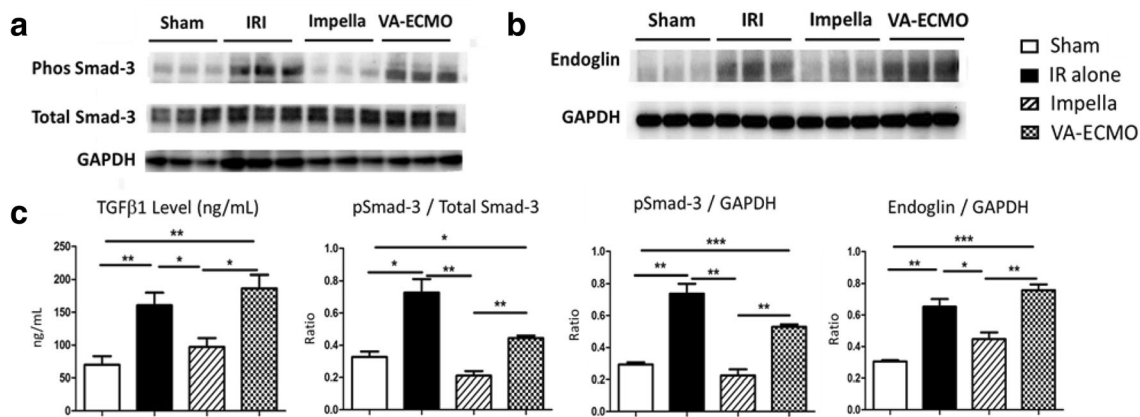 a
Sham IRI Impella VA-ECMO
Phos Smad-3
Total Smad-3
GAPDH
b
Sham IRI Impella VA-ECMO
Endoglin
GAPDH
Sham
IR alone
Impella
VA-ECMO
c
TGFβ1 Level (ng/mL)
ng/mL
250
200
150
100
50
0
**
** * *
pSmad-3 / Total Smad-3
Ratio
1.0
0.8
0.6
0.4
0.2
0.0
*
* **
**
pSmad-3 / GAPDH
Ratio
1.0
0.8
0.6
0.4
0.2
0.0
***
** **
**
Endoglin / GAPDH
Ratio
1.0
0.8
0.6
0.4
0.2
0.0
***
** * **